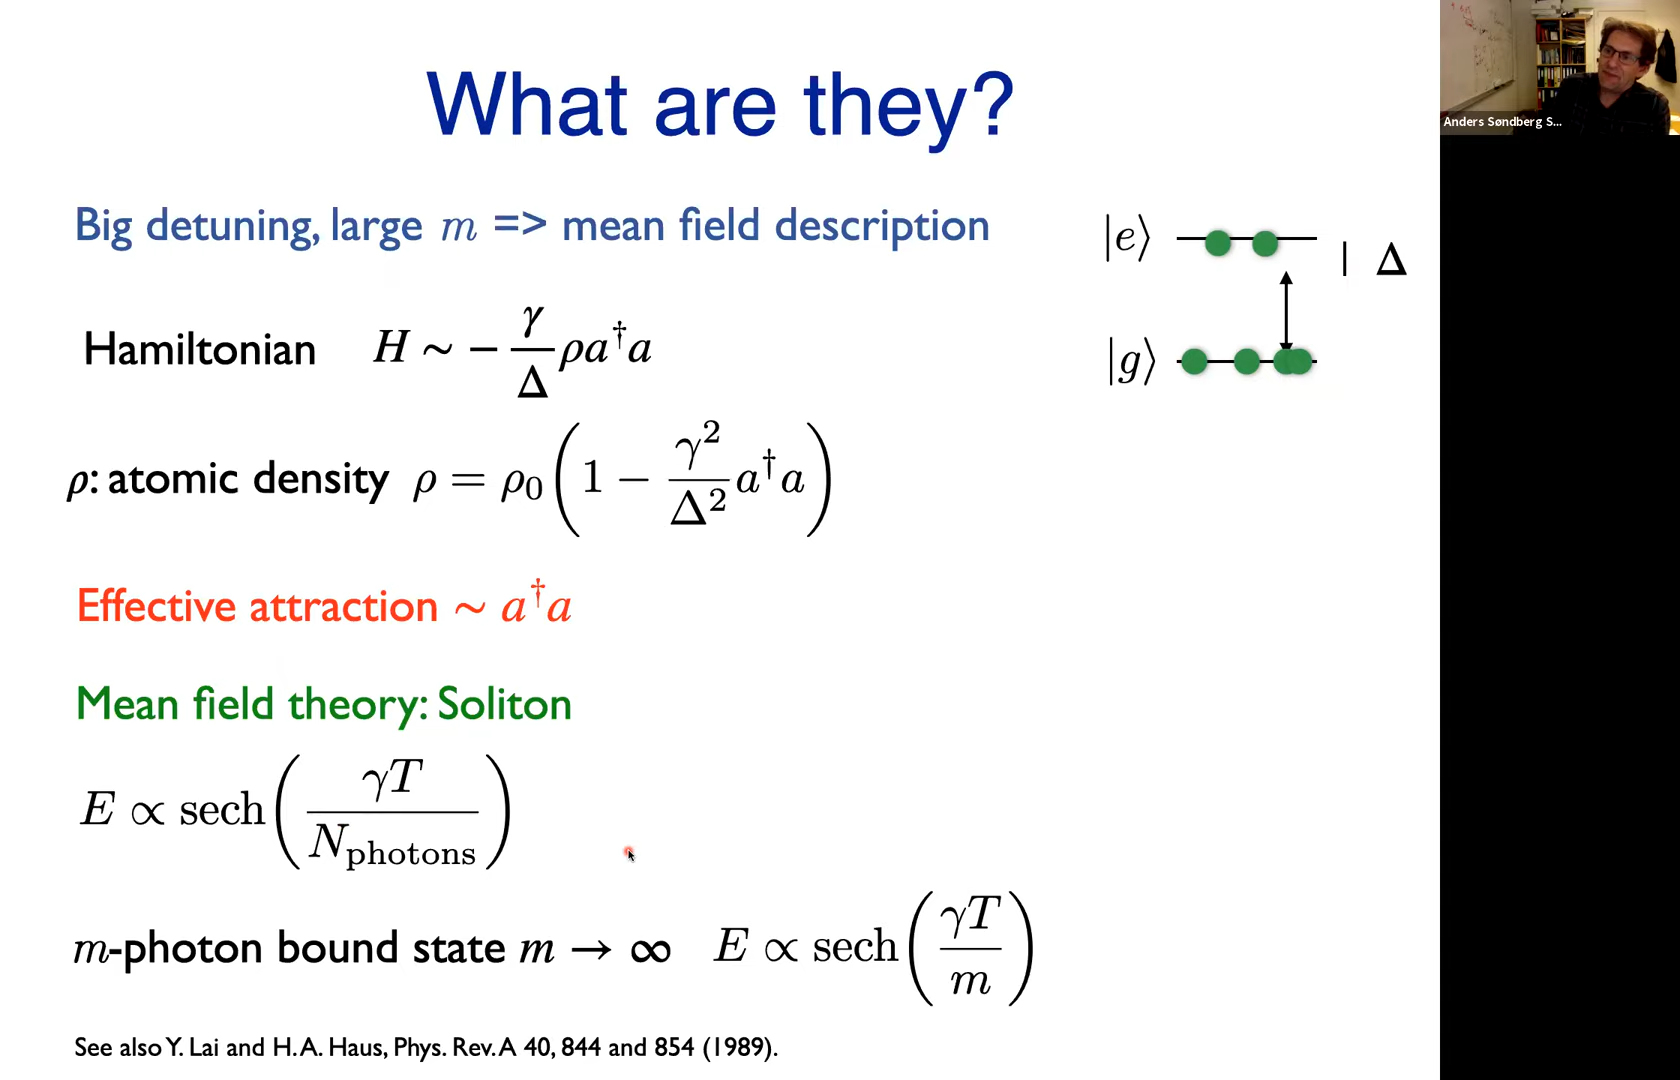 What are they?
Big detuning, large m => mean field description
Hamiltonian H ~ − γ/Δ ρa†a
ρ: atomic density ρ = ρ₀(1 − γ²/Δ² a†a)
Effective attraction ~ a†a
Mean field theory: Soliton
E ∝ sech(γT/N_photons)
m-photon bound state m → ∞ E ∝ sech(γT/m)
See also Y. Lai and H. A. Haus, Phys. Rev. A 40, 844 and 854 (1989).
|e⟩
| Δ
|g⟩
Anders Søndberg S...